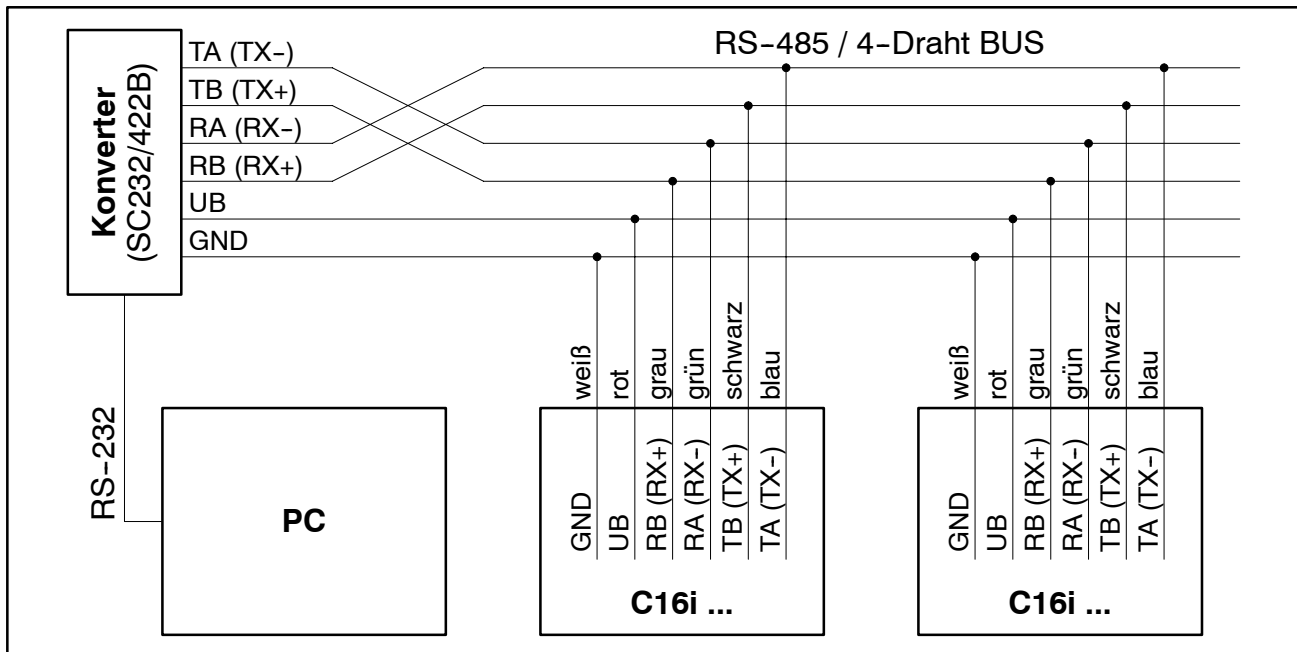 RS-485 / 4-Draht BUS
Konverter
(SC232/422B)
TA (TX-)
TB (TX+)
RA (RX-)
RB (RX+)
UB
GND
RS-232
PC
weiß
rot
grau
grün
schwarz
blau
GND
UB
RB (RX+)
RA (RX-)
TB (TX+)
TA (TX-)
C16i ...
weiß
rot
grau
grün
schwarz
blau
GND
UB
RB (RX+)
RA (RX-)
TB (TX+)
TA (TX-)
C16i ...